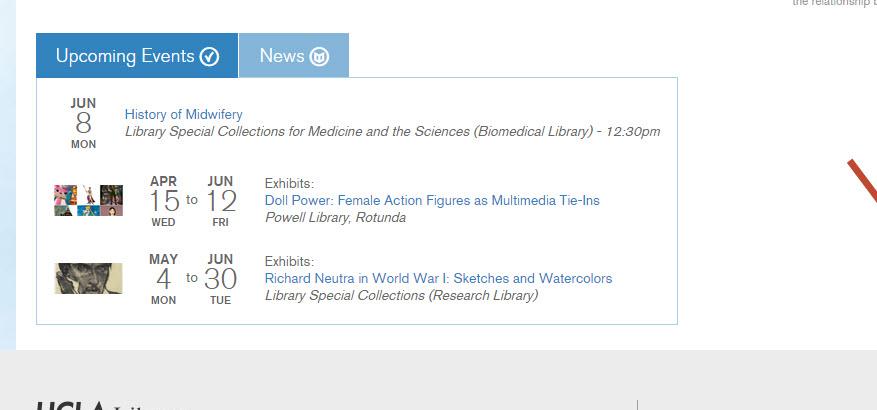 the relationship
Upcoming Events
News
JUN
8
MON
History of Midwifery
Library Special Collections for Medicine and the Sciences (Biomedical Library) - 12:30pm
APR
15
WED
to
JUN
12
FRI
Exhibits:
Doll Power: Female Action Figures as Multimedia Tie-Ins
Powell Library, Rotunda
MAY
4
MON
to
JUN
30
TUE
Exhibits:
Richard Neutra in World War I: Sketches and Watercolors
Library Special Collections (Research Library)
UCLA Library